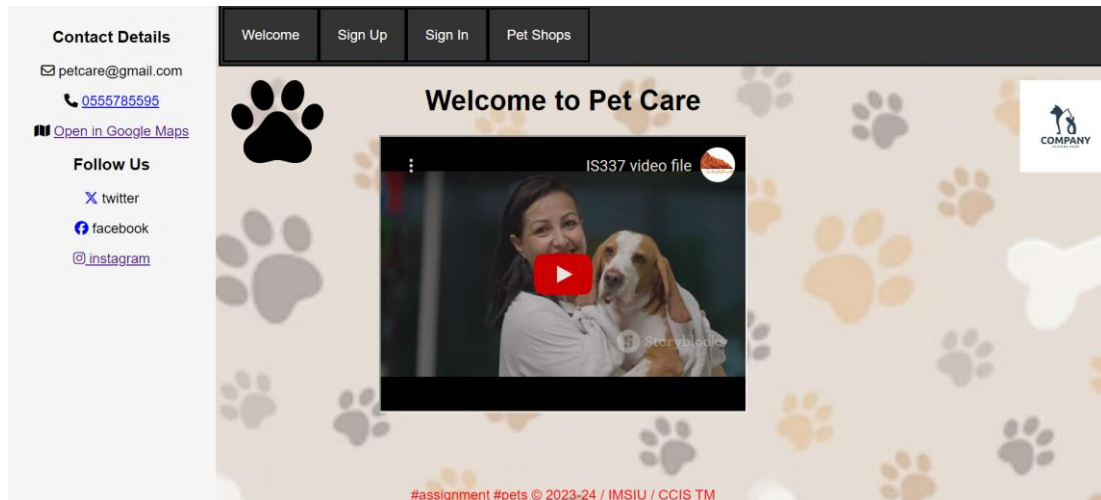 Contact Details
petcare@gmail.com
0555785595
Open in Google Maps
Follow Us
twitter
facebook
instagram
Welcome
Sign Up
Sign In
Pet Shops
Welcome to Pet Care
IS337 video file
Storyblocks
COMPANY
#assignment #pets © 2023-24 / IMSIU / CCIS TM